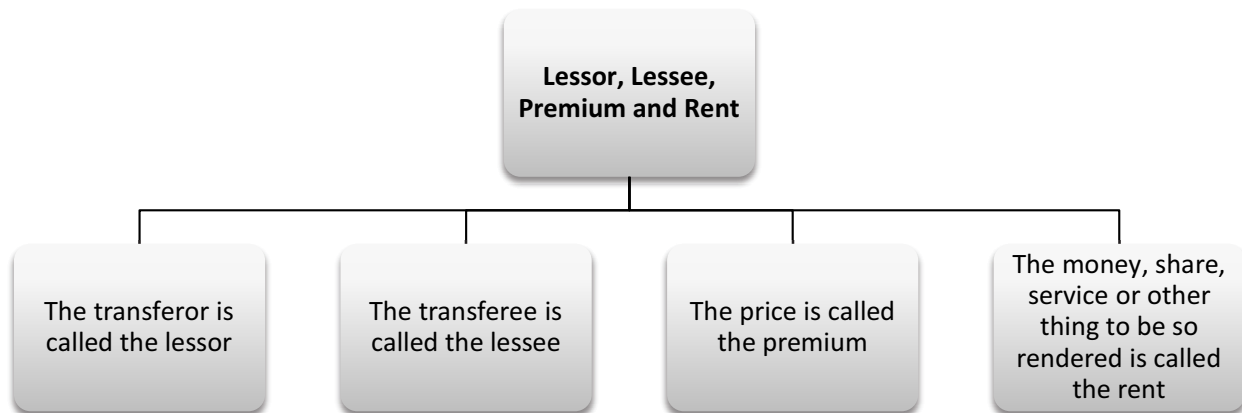 Lessor, Lessee,
Premium and Rent
The transferor is
called the lessor
The transferee is
called the lessee
The price is called
the premium
The money, share,
service or other
thing to be so
rendered is called
the rent